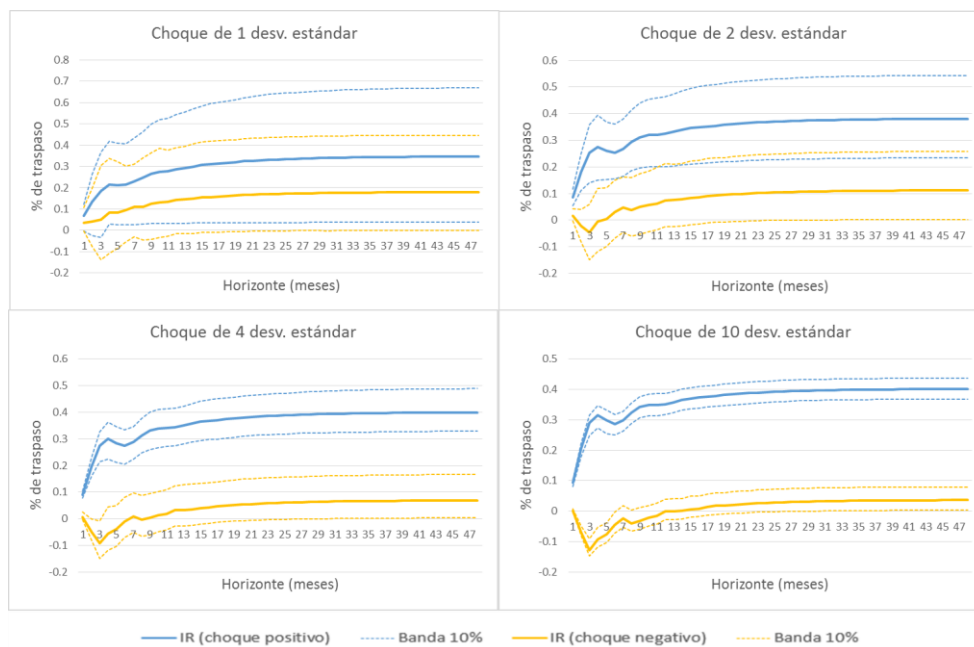 Choque de 1 desv. estándar
% de traspaso
0.8
0.7
0.6
0.5
0.4
0.3
0.2
0.1
0
-0.1
-0.2
1 3 5 7 9 11 13 15 17 19 21 23 25 27 29 31 33 35 37 39 41 43 45 47
Horizonte (meses)
Choque de 2 desv. estándar
% de traspaso
0.6
0.5
0.4
0.3
0.2
0.1
0
-0.1
-0.2
1 3 5 7 9 11 13 15 17 19 21 23 25 27 29 31 33 35 37 39 41 43 45 47
Horizonte (meses)
Choque de 4 desv. estándar
% de traspaso
0.6
0.5
0.4
0.3
0.2
0.1
0
-0.1
-0.2
1 3 5 7 9 11 13 15 17 19 21 23 25 27 29 31 33 35 37 39 41 43 45 47
Horizonte (meses)
Choque de 10 desv. estándar
% de traspaso
0.5
0.4
0.3
0.2
0.1
0
-0.1
-0.2
1 3 5 7 9 11 13 15 17 19 21 23 25 27 29 31 33 35 37 39 41 43 45 47
Horizonte (meses)
IR (choque positivo) Banda 10% IR (choque negativo) Banda 10%